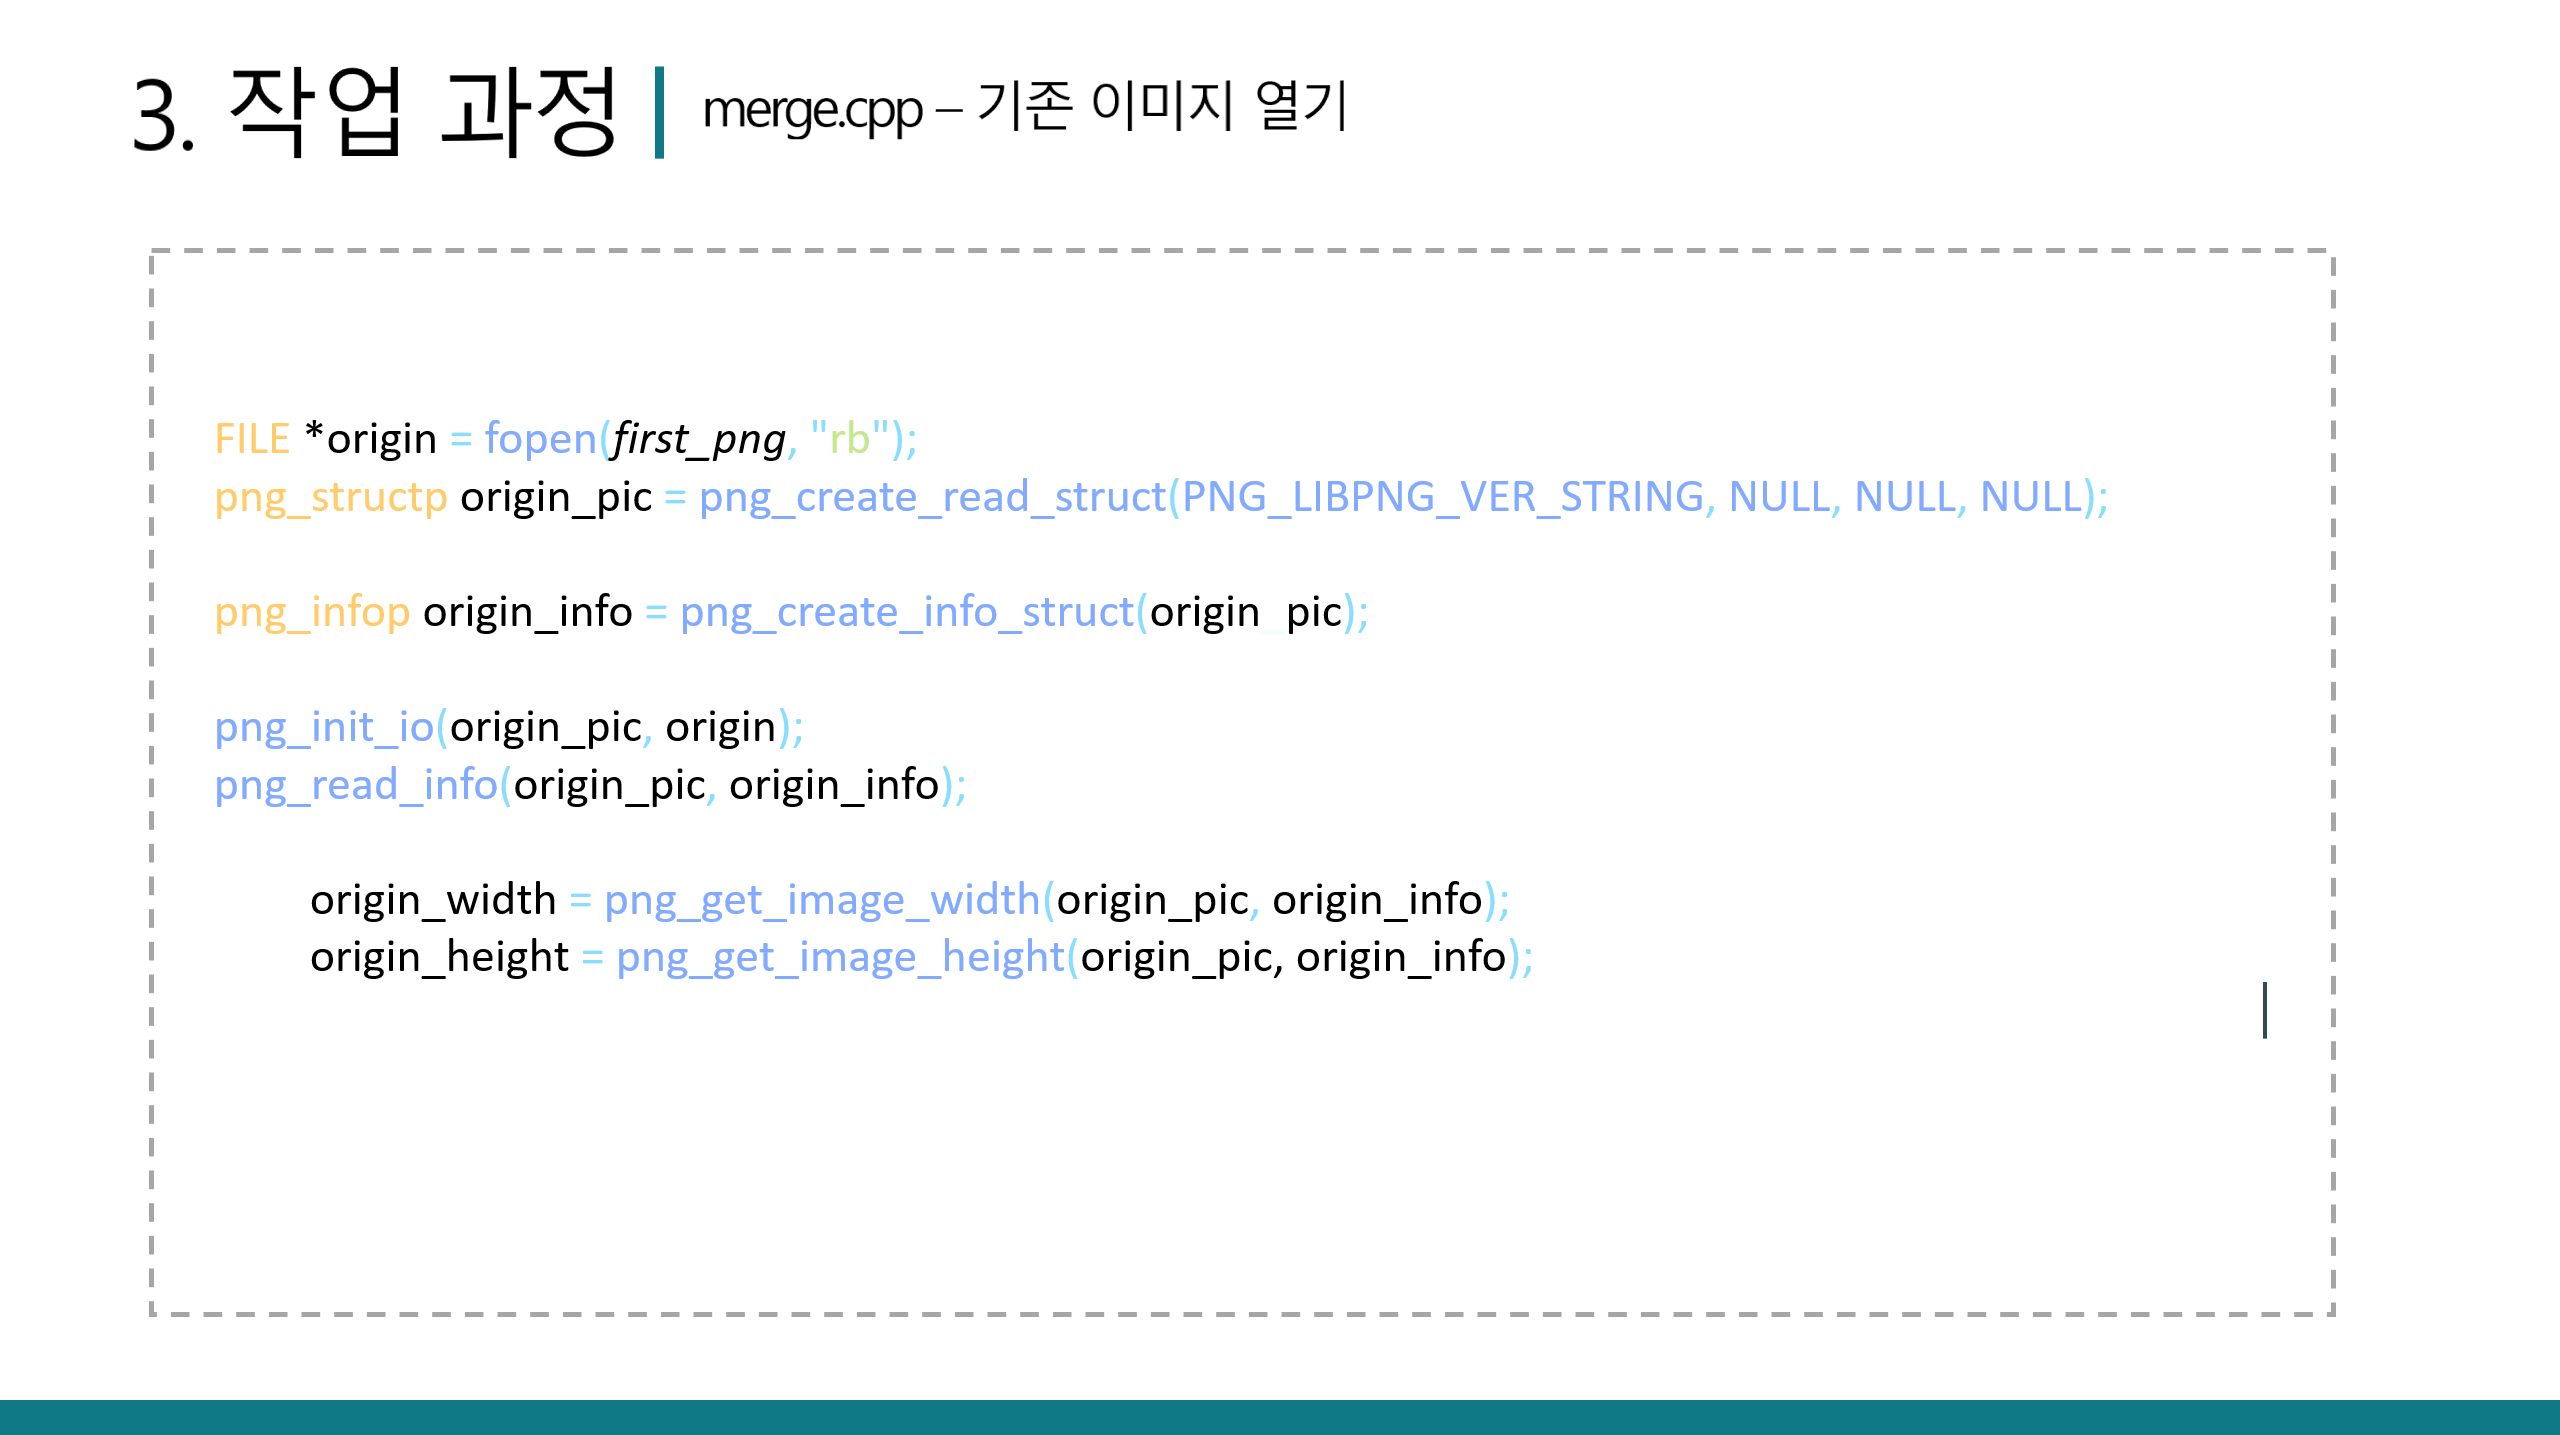 3. 작업 과정
merge.cpp – 기존 이미지 열기
FILE *origin = fopen(first_png, "rb");
png_structp origin_pic = png_create_read_struct(PNG_LIBPNG_VER_STRING, NULL, NULL, NULL);
png_infop origin_info = png_create_info_struct(origin_pic);
png_init_io(origin_pic, origin);
png_read_info(origin_pic, origin_info);
origin_width = png_get_image_width(origin_pic, origin_info);
origin_height = png_get_image_height(origin_pic, origin_info);